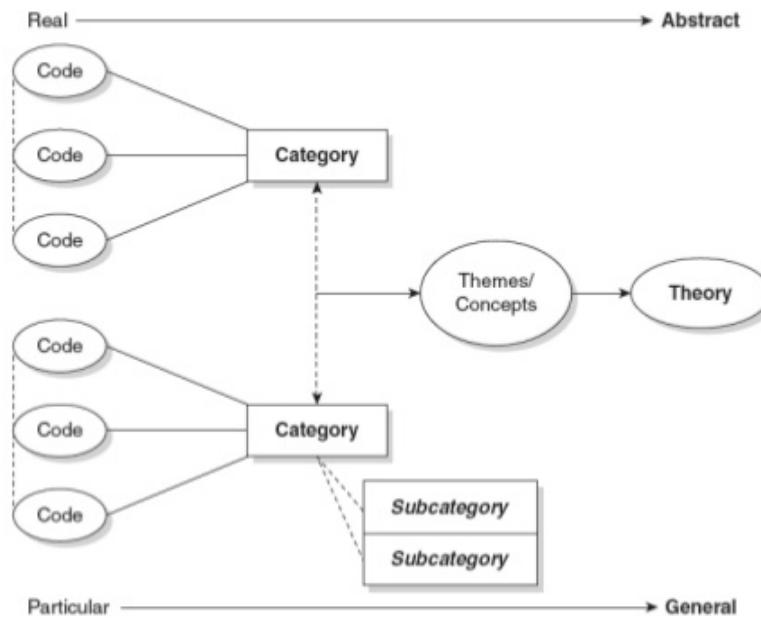 Real
Abstract
Code
Code
Category
Code
Themes/
Concepts
Theory
Code
Code
Category
Code
Subcategory
Subcategory
Particular
General